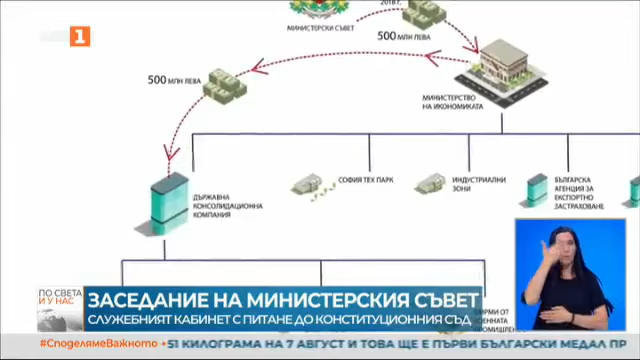 1
2018г.
МИНИСТЕРСКИ СЪВЕТ
500
МЛН ЛЕВА
500
МЛН ЛЕВА
МИНИСТЕРСТВО
НА ИКОНОМИКАТА
ДЪРЖАВНА
КОНСОЛИДАЦИОННА
КОМПАНИЯ
СОФИЯ ТЕХ ПАРК
ИНДУСТРИАЛНИ
ЗОНИ
БЪЛГАРСКА
АГЕНЦИЯ ЗА
ЕКСПОРТНО
ЗАСТРАХОВАНЕ
ПО СВЕТА
И У НАС
ЗАСЕДАНИЕ НА МИНИСТЕРСКИЯ СЪВЕТ
СЛУЖЕБНИЯТ КАБИНЕТ С ПИТАНЕ ДО КОНСТИТУЦИОННИЯ СЪД
#СподелямеВажното
51 КИЛОГРАМА НА 7 АВГУСТ И ТОВА ЩЕ Е ПЪРВИ БЪЛГАРСКИ МЕДАЛ ПР